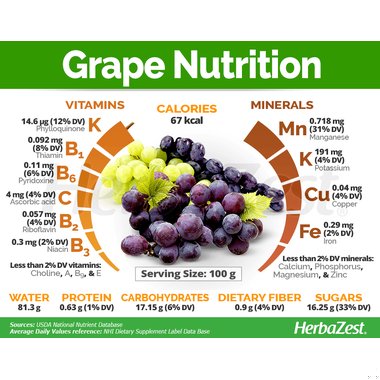 Grape Nutrition
VITAMINS
CALORIES
67 kcal
MINERALS
14.6 µg (12% DV)
Phylloquinone
K
0.092 mg
(8% DV)
Thiamin
B1
0.11 mg
(6% DV)
Pyridoxine
B6
4 mg (4% DV)
Ascorbic acid
C
0.057 mg
(4% DV)
Riboflavin
B2
0.3 mg (2% DV)
Niacin
B3
Less than 2% DV vitamins:
Choline, A, B9, & E
Mn
0.718 mg
(31% DV)
Manganese
K
191 mg
(4% DV)
Potassium
Cu
0.04 mg
(4% DV)
Copper
Fe
0.29 mg
(2% DV)
Iron
Less than 2% DV minerals:
Calcium, Phosphorus,
Magnesium, & Zinc
HerbaZest
Serving Size: 100 g
WATER
81.3 g
PROTEIN
0.63 g (1% DV)
CARBOHYDRATES
17.15 g (6% DV)
DIETARY FIBER
0.9 g (4% DV)
SUGARS
16.25 g (33% DV)
Sources: USDA National Nutrient Database
Average Daily Values reference: NHI Dietary Supplement Label Data Base
HerbaZest.